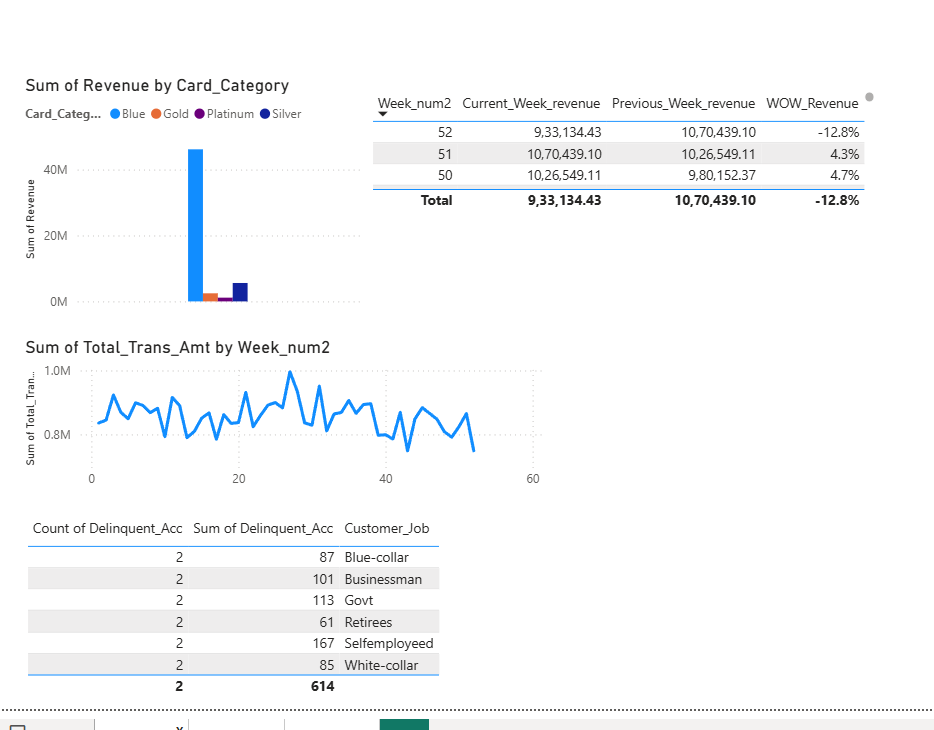 Sum of Revenue by Card_Category
Card_Categ... Blue Gold Platinum Silver
Sum of Revenue
40M
20M
0M
Week_num2 Current_Week_revenue Previous_Week_revenue WOW_Revenue
52 9,33,134.43 10,70,439.10 -12.8%
51 10,70,439.10 10,26,549.11 4.3%
50 10,26,549.11 9,80,152.37 4.7%
Total 9,33,134.43 10,70,439.10 -12.8%
Sum of Total_Trans_Amt by Week_num2
Sum of Total_Tran...
1.0M
0.8M
0 20 40 60
Count of Delinquent_Acc Sum of Delinquent_Acc Customer_Job
2 87 Blue-collar
2 101 Businessman
2 113 Govt
2 61 Retirees
2 167 Selfemployeed
2 85 White-collar
2 614